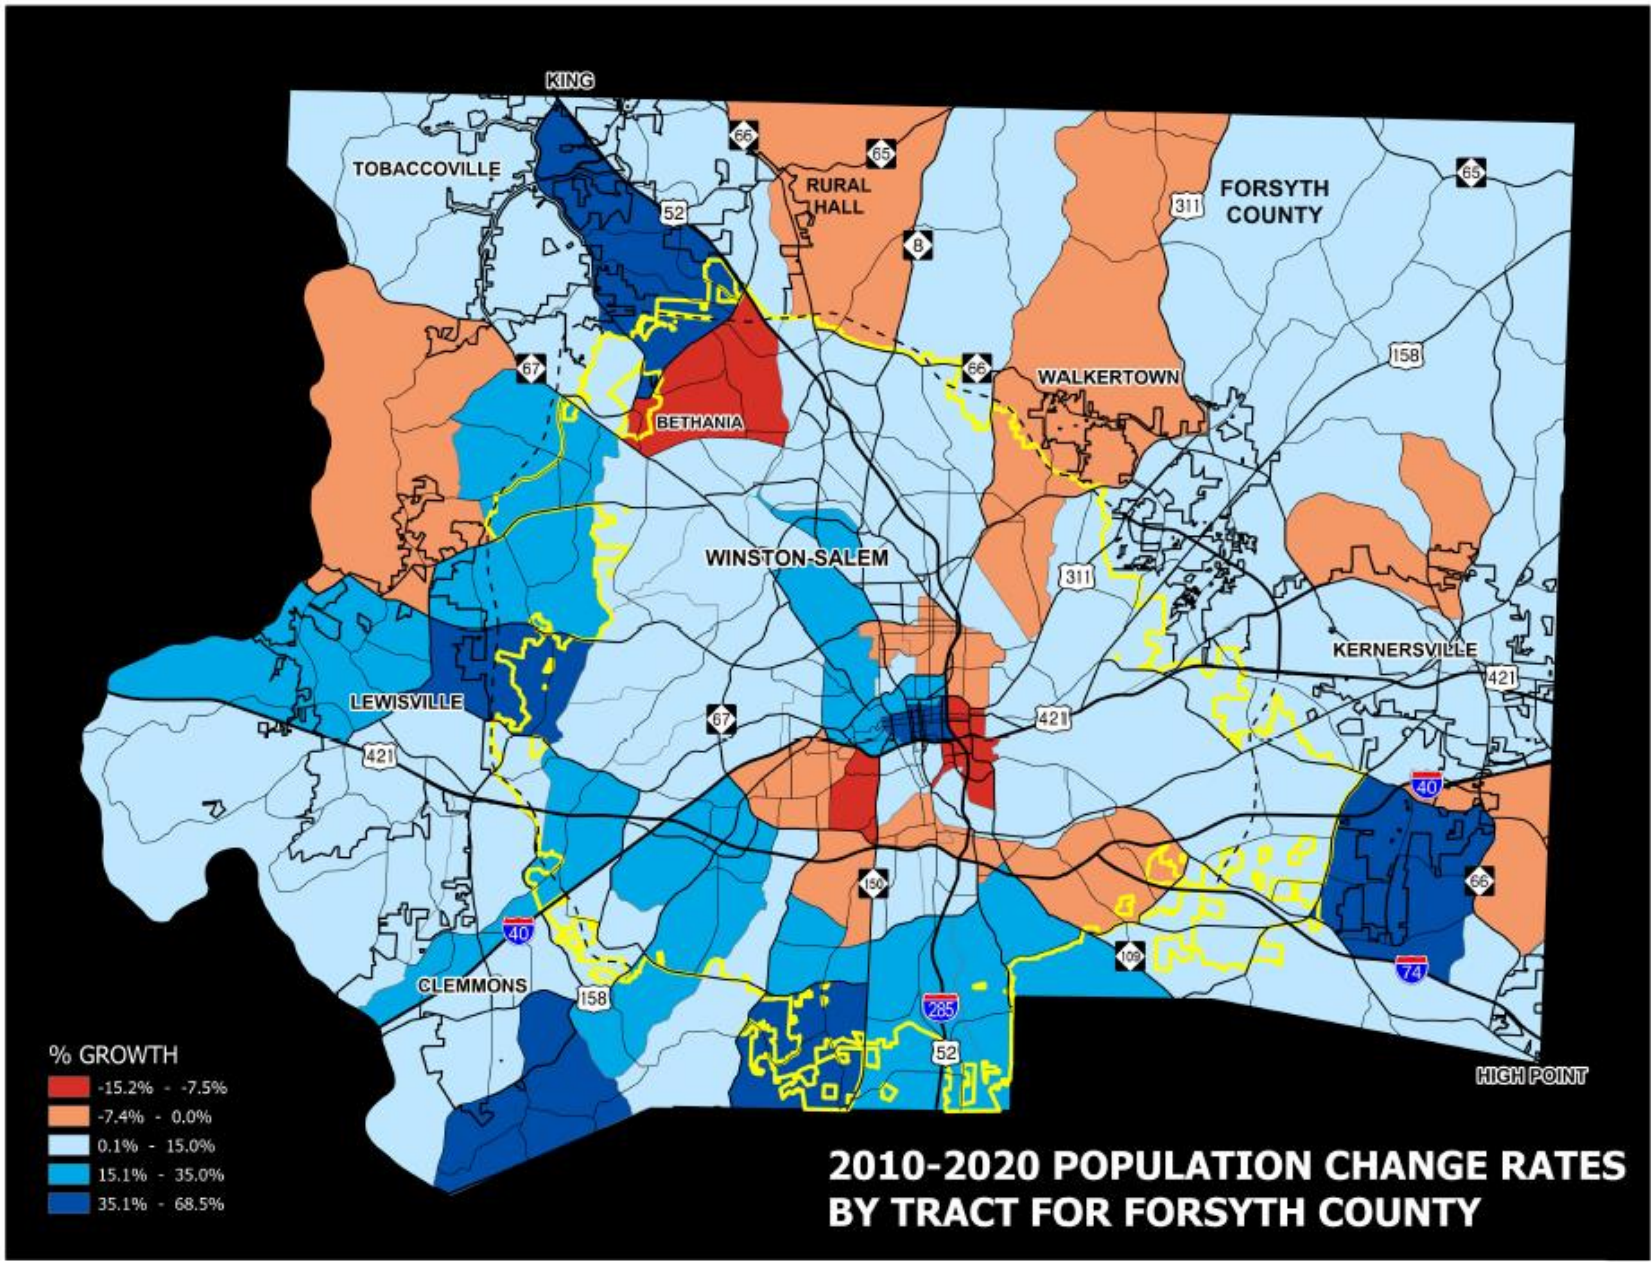 KING
66
65
TOBACCOVILLE
65
RURAL
HALL
FORSYTH
COUNTY
311
52
8
158
67
66
WALKERTOWN
BETHANIA
WINSTON-SALEM
311
KERNERSVILLE
421
LEWISVILLE
67
421
421
40
150
66
40
109
74
CLEMMONS
158
285
52
HIGH POINT
% GROWTH
-15.2% - -7.5%
-7.4% - 0.0%
0.1% - 15.0%
15.1% - 35.0%
35.1% - 68.5%
2010-2020 POPULATION CHANGE RATES
BY TRACT FOR FORSYTH COUNTY